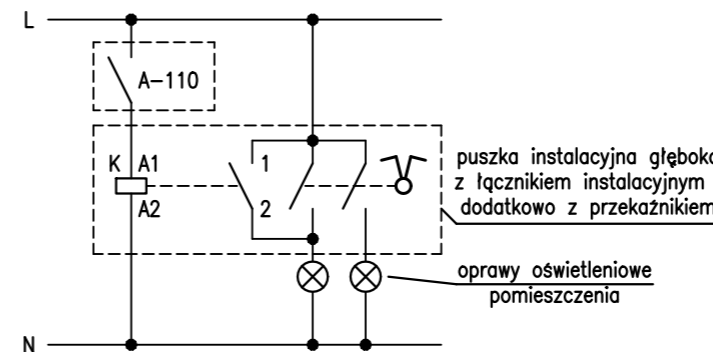 L
A-110
K A1
A2
1
2
puszka instalacyjna głęboka
z łącznikiem instalacyjnym
dodatkowo z przekaźnikiem
oprawy oświetleniowe
pomieszczenia
N